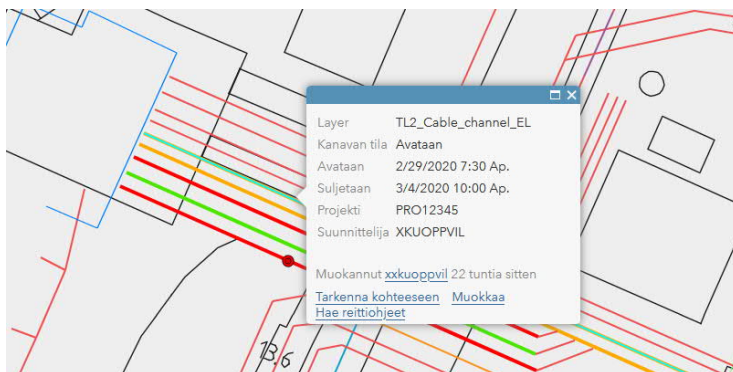 Layer TL2_Cable_channel_EL
Kanavan tila Avataan
Avataan 2/29/2020 7:30 Ap.
Suljetaan 3/4/2020 10:00 Ap.
Projekti PRO12345
Suunnittelija XKUOPPVIL
Muokannut xxkuoppvil 22 tuntia sitten
Tarkenna kohteeseen Muokkaa
Hae reittiohjeet
13.6